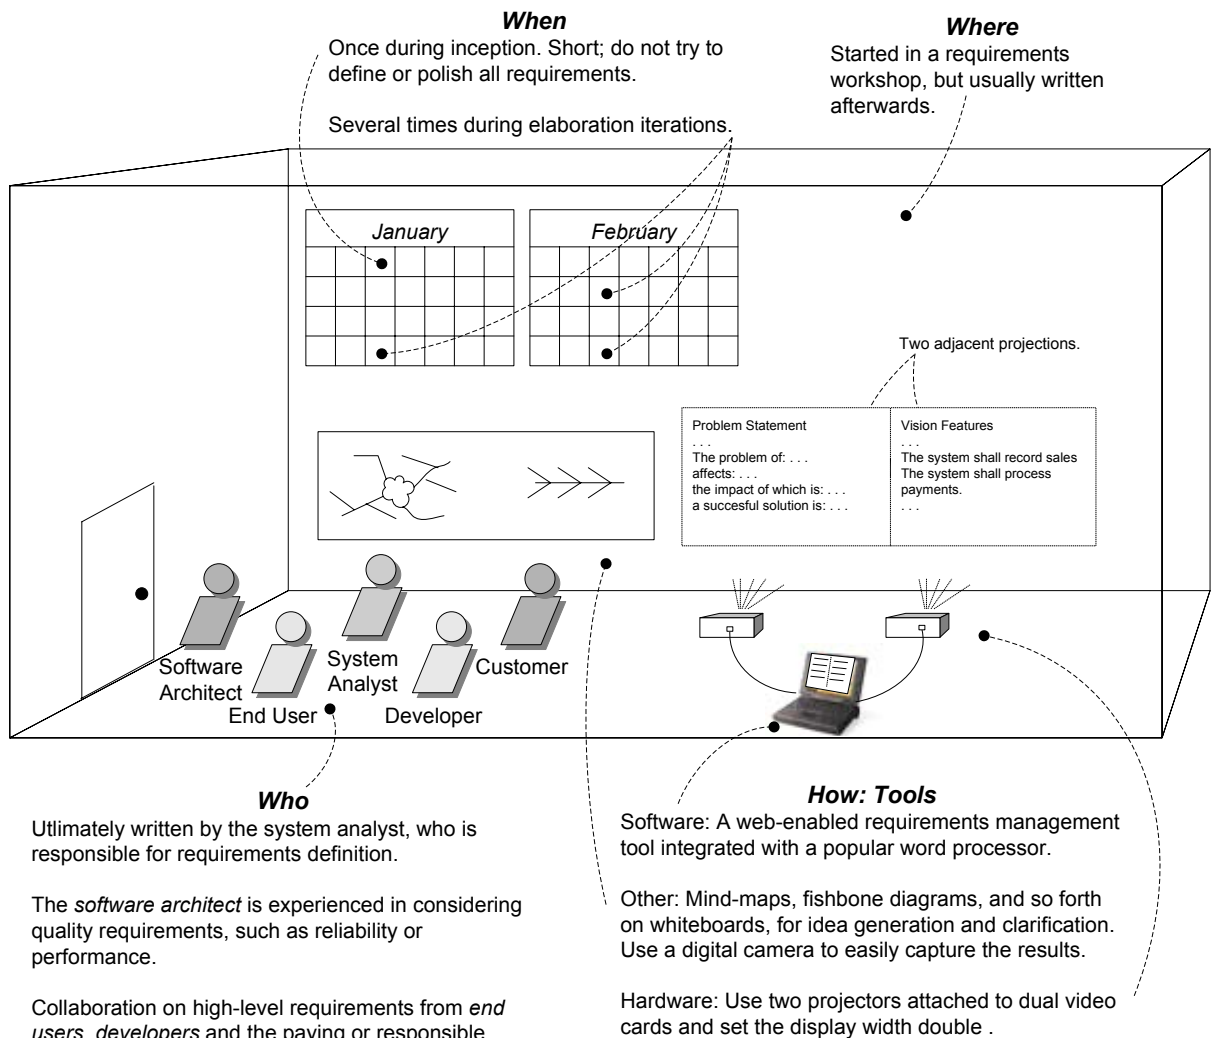 When
Once during inception. Short; do not try to
define or polish all requirements.
Several times during elaboration iterations.
Where
Started in a requirements
workshop, but usually written
afterwards.
January
February
Two adjacent projections.
Problem Statement
. . .
The problem of: . . .
affects: . . .
the impact of which is: . . .
a succesful solution is: . . .
Vision Features
. . .
The system shall record sales
The system shall process
payments.
. . .
Software
Architect
End User
System
Analyst
Developer
Customer
Who
Utlimately written by the system analyst, who is
responsible for requirements definition.
The software architect is experienced in considering
quality requirements, such as reliability or
performance.
Collaboration on high-level requirements from end
users, developers and the paying or responsible
How: Tools
Software: A web-enabled requirements management
tool integrated with a popular word processor.
Other: Mind-maps, fishbone diagrams, and so forth
on whiteboards, for idea generation and clarification.
Use a digital camera to easily capture the results.
Hardware: Use two projectors attached to dual video
cards and set the display width double .